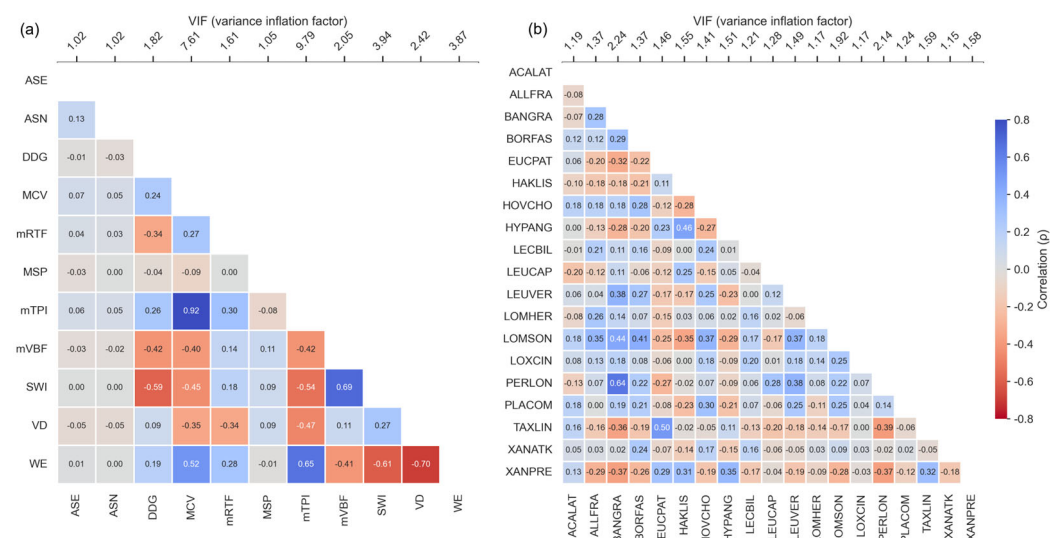 (a)
VIF (variance inflation factor)
1.02 1.02 1.82 7.61 1.61 1.05 9.79 2.05 3.94 2.42 3.87
ASE
ASN 0.13
DDG -0.01 -0.03
MCV 0.07 0.05 0.24
mRTF 0.04 0.03 -0.34 0.27
MSP -0.03 0.00 -0.04 -0.09 0.00
mTPI 0.06 0.05 0.26 0.92 0.30 -0.08
mVBF -0.03 -0.02 -0.42 -0.40 0.14 0.11 -0.42
SWI 0.00 0.00 -0.59 -0.45 0.18 0.09 -0.54 0.69
VD -0.05 -0.05 0.09 -0.35 -0.34 0.09 -0.47 0.11 0.27
WE 0.01 0.00 0.19 0.52 0.28 -0.01 0.65 -0.41 -0.61 -0.70
ASE ASN DDG MCV mRTF MSP mTPI mVBF SWI VD WE
(b)
VIF (variance inflation factor)
1.19 1.37 2.24 1.37 1.46 1.55 1.41 1.51 1.21 1.28 1.49 1.17 1.92 1.17 2.14 1.24 1.59 1.16 1.58
ACALAT
ALLFRA -0.08
BANGRA -0.07 0.28
BORFAS 0.12 0.12 0.29
EUCPAT 0.06 -0.20 -0.32 -0.22
HAKLIS -0.10 -0.18 -0.18 -0.21 0.11
HOVCHO 0.18 0.18 0.18 0.28 -0.12 -0.28
HYPANG 0.00 -0.13 -0.28 -0.20 0.23 0.46 -0.27
LECBIL -0.01 0.21 0.11 0.16 -0.09 0.00 0.24 0.01
LEUCAP -0.20 -0.12 0.11 -0.06 -0.12 0.25 -0.15 0.05 -0.04
LEUVER 0.06 0.04 0.38 0.27 -0.17 -0.17 0.25 -0.23 0.00 0.12
LOMHER -0.08 0.26 0.14 0.07 -0.15 0.03 0.06 0.02 0.16 0.02 -0.06
LOMSON 0.18 0.35 0.44 0.41 -0.25 -0.35 0.37 -0.29 0.17 -0.17 0.37 0.18
LOXCIN 0.08 0.13 0.18 0.08 -0.06 0.00 0.18 -0.09 0.20 0.01 0.18 0.14 0.25
PERLON -0.13 0.07 0.64 0.22 -0.27 -0.02 0.07 -0.09 0.06 0.28 0.38 0.08 0.22 0.07
PLACOM 0.18 0.00 0.19 0.21 -0.08 -0.23 0.30 -0.21 0.07 -0.06 0.25 -0.11 0.25 0.04 0.14
TAXLIN 0.16 -0.16 -0.36 -0.19 0.50 -0.02 -0.05 0.11 -0.13 -0.20 -0.18 -0.14 -0.17 0.00 -0.39 -0.06
XANATK 0.05 0.03 0.02 0.24 -0.07 -0.14 0.17 -0.12 0.16 -0.06 0.08 -0.02 0.13 0.09 0.02 0.15 -0.05
XANPRE 0.13 -0.29 -0.37 -0.26 0.29 0.31 -0.19 0.35 -0.17 -0.04 -0.19 -0.09 -0.28 -0.03 -0.37 -0.12 0.32 -0.18
ACALAT ALLFRA BANGRA BORFAS EUCPAT HAKLIS HOVCHO HYPANG LECBIL LEUCAP LEUVER LOMHER LOMSON LOXCIN PERLON PLACOM TAXLIN XANATK XANPRE
0.8
0.6
0.4
0.2
0.0
-0.2
-0.4
-0.6
-0.8
Correlation (ρ)